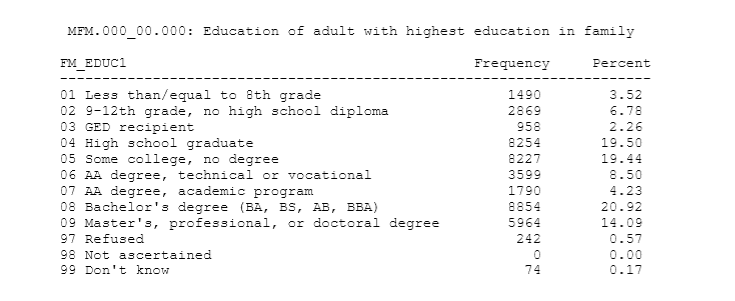 MFM.000_00.000: Education of adult with highest education in family
FM_EDUC1 Frequency Percent
01 Less than/equal to 8th grade 1490 3.52
02 9-12th grade, no high school diploma 2869 6.78
03 GED recipient 958 2.26
04 High school graduate 8254 19.50
05 Some college, no degree 8227 19.44
06 AA degree, technical or vocational 3599 8.50
07 AA degree, academic program 1790 4.23
08 Bachelor's degree (BA, BS, AB, BBA) 8854 20.92
09 Master's, professional, or doctoral degree 5964 14.09
97 Refused 242 0.57
98 Not ascertained 0 0.00
99 Don't know 74 0.17